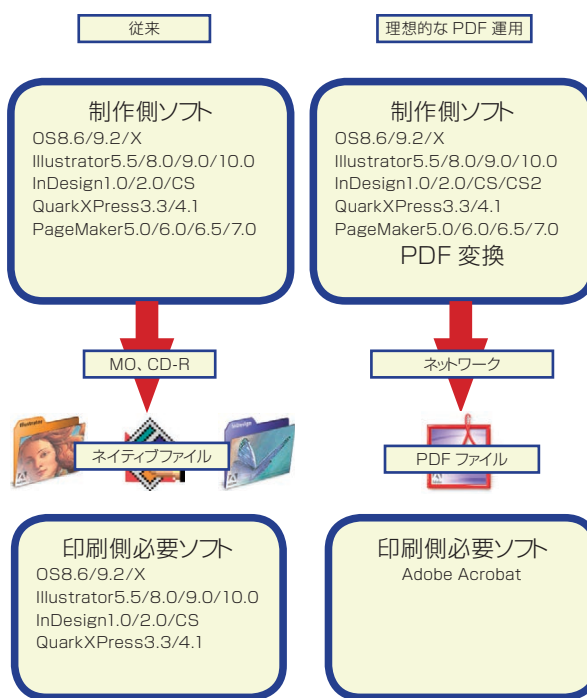 従来
制作側ソフト
OS8.6/9.2/X
Illustrator5.5/8.0/9.0/10.0
InDesign1.0/2.0/CS
QuarkXPress3.3/4.1
PageMaker5.0/6.0/6.5/7.0
MO、CD-R
Illustrator
InDesign
ネイティブファイル
Adobe
印刷側必要ソフト
OS8.6/9.2/X
Illustrator5.5/8.0/9.0/10.0
InDesign1.0/2.0/CS
QuarkXPress3.3/4.1
理想的な PDF 運用
制作側ソフト
OS8.6/9.2/X
Illustrator5.5/8.0/9.0/10.0
InDesign1.0/2.0/CS/CS2
QuarkXPress3.3/4.1
PageMaker5.0/6.0/6.5/7.0
PDF 変換
ネットワーク
PDF ファイル
Adobe
印刷側必要ソフト
Adobe Acrobat